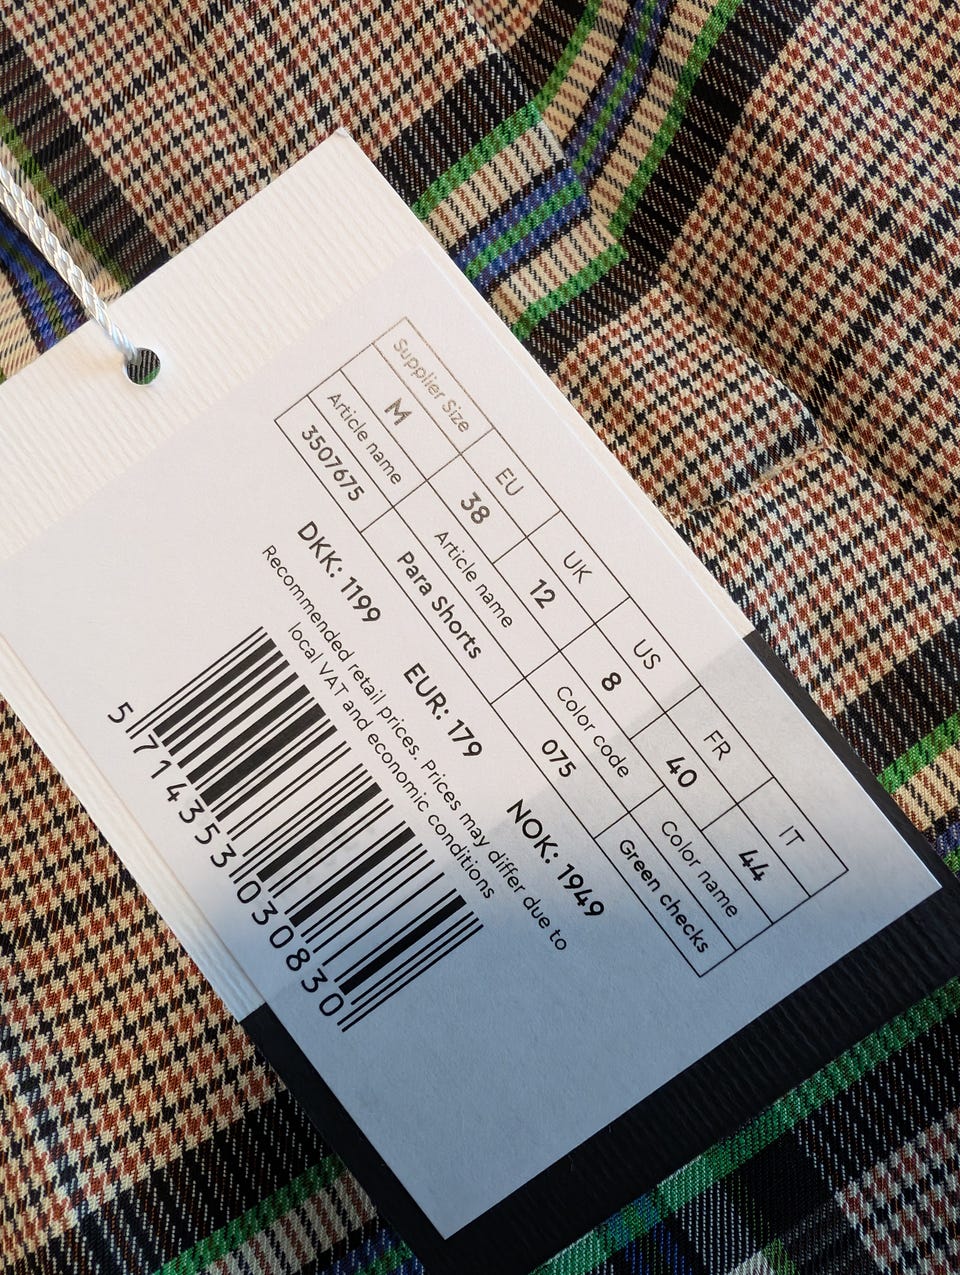 Supplier Size EU UK US FR IT
M 38 12 8 40 44
Article name Article name Color code Color name
3507675 Para Shorts 075 Green checks
DKK: 1199 EUR: 179 NOK: 1949
Recommended retail prices. Prices may differ due to
local VAT and economic conditions
5 714353 030830